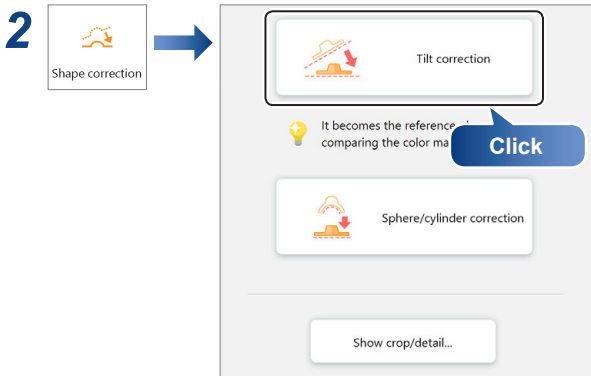 2
Shape correction
Tilt correction
It becomes the reference
comparing the color
Click
Sphere/cylinder correction
Show crop/detail...